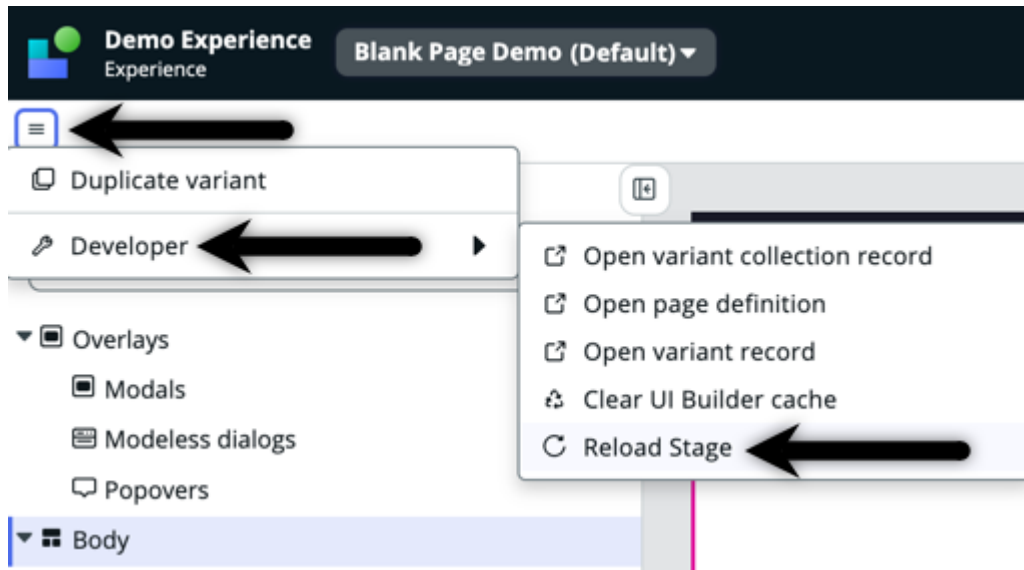 Demo Experience
Experience
Blank Page Demo (Default)
Duplicate variant
Developer
Open variant collection record
Open page definition
Open variant record
Clear UI Builder cache
Reload Stage
Overlays
Modals
Modeless dialogs
Popovers
Body